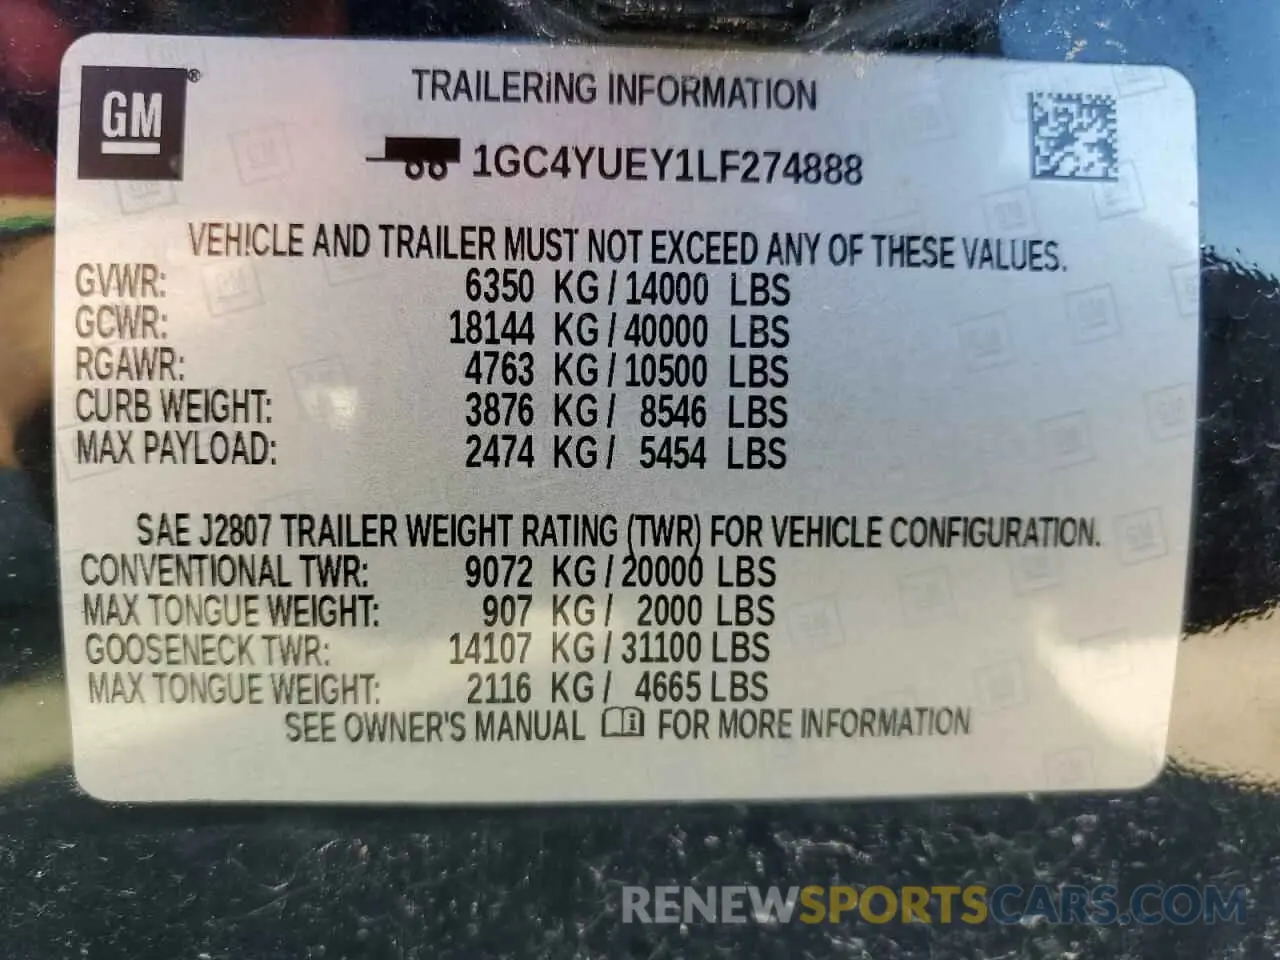 GM ® TRAILERING INFORMATION
1GC4YUEY1LF274888
VEHICLE AND TRAILER MUST NOT EXCEED ANY OF THESE VALUES.
GVWR: 6350 KG / 14000 LBS
GCWR: 18144 KG / 40000 LBS
RGAWR: 4763 KG / 10500 LBS
CURB WEIGHT: 3876 KG / 8546 LBS
MAX PAYLOAD: 2474 KG / 5454 LBS
SAE J2807 TRAILER WEIGHT RATING (TWR) FOR VEHICLE CONFIGURATION.
CONVENTIONAL TWR: 9072 KG / 20000 LBS
MAX TONGUE WEIGHT: 907 KG / 2000 LBS
GOOSENECK TWR: 14107 KG / 31100 LBS
MAX TONGUE WEIGHT: 2116 KG / 4665 LBS
SEE OWNER'S MANUAL FOR MORE INFORMATION
RENEWSPORTSCARS.COM